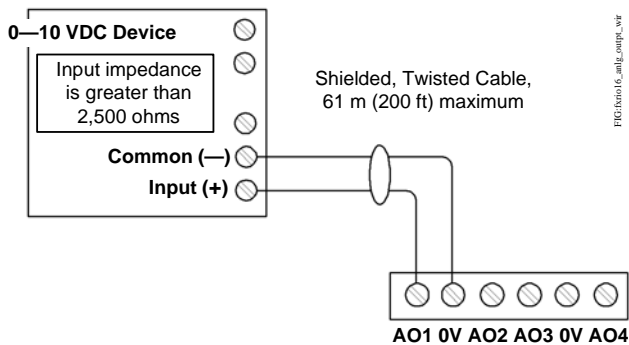 0—10 VDC Device
Input impedance
is greater than
2,500 ohms
Shielded, Twisted Cable,
61 m (200 ft) maximum
Common (—)
Input (+)
AO1 0V AO2 AO3 0V AO4
FIG:fxrio16_anlg_outpt_wir